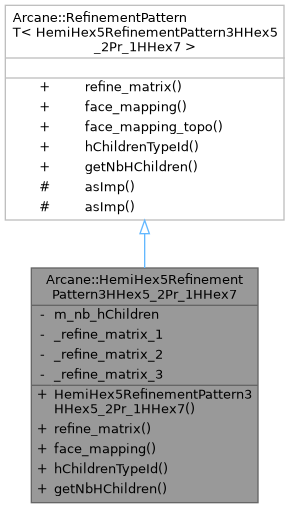 Arcane::RefinementPattern
T< HemiHex5RefinementPattern3HHex5
_2Pr_1HHex7 >
+ refine_matrix()
+ face_mapping()
+ face_mapping_topo()
+ hChildrenTypeId()
+ getNbHChildren()
# asImp()
# asImp()
Arcane::HemiHex5Refinement
Pattern3HHex5_2Pr_1HHex7
- m_nb_hChildren
- _refine_matrix_1
- _refine_matrix_2
- _refine_matrix_3
+ HemiHex5RefinementPattern3
HHex5_2Pr_1HHex7()
+ refine_matrix()
+ face_mapping()
+ hChildrenTypeId()
+ getNbHChildren()